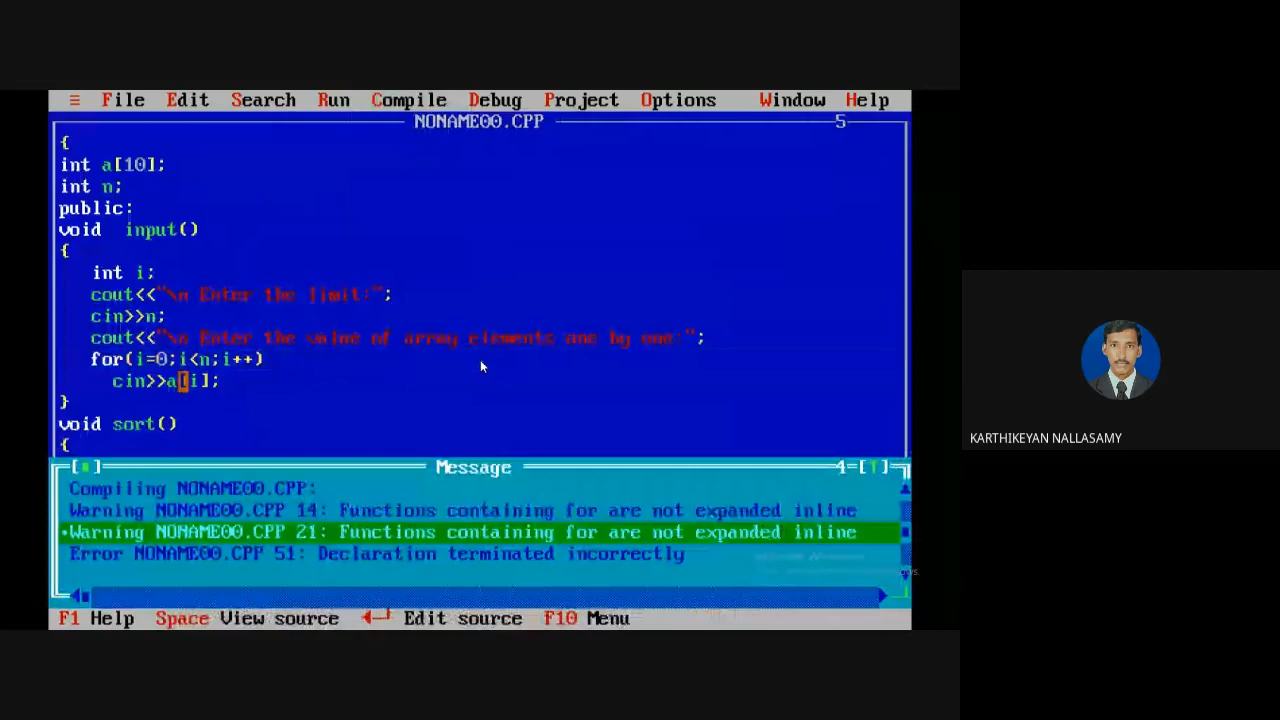 ≡ File Edit Search Run Compile Debug Project Options Window Help
NONAME00.CPP 5
{
int a[10];
int n;
public:
void input()
{
int i;
cout<<"\n Enter the limit:";
cin>>n;
cout<<"\n Enter the value of array elements one by one:";
for(i=0;i<n;i++)
cin>>a[i];
}
void sort()
{
[■] Message 4=[↑]
Compiling NONAME00.CPP:
Warning NONAME00.CPP 14: Functions containing for are not expanded inline
•Warning NONAME00.CPP 21: Functions containing for are not expanded inline
Error NONAME00.CPP 51: Declaration terminated incorrectly
F1 Help Space View source ◄┘ Edit source F10 Menu
KARTHIKEYAN NALLASAMY